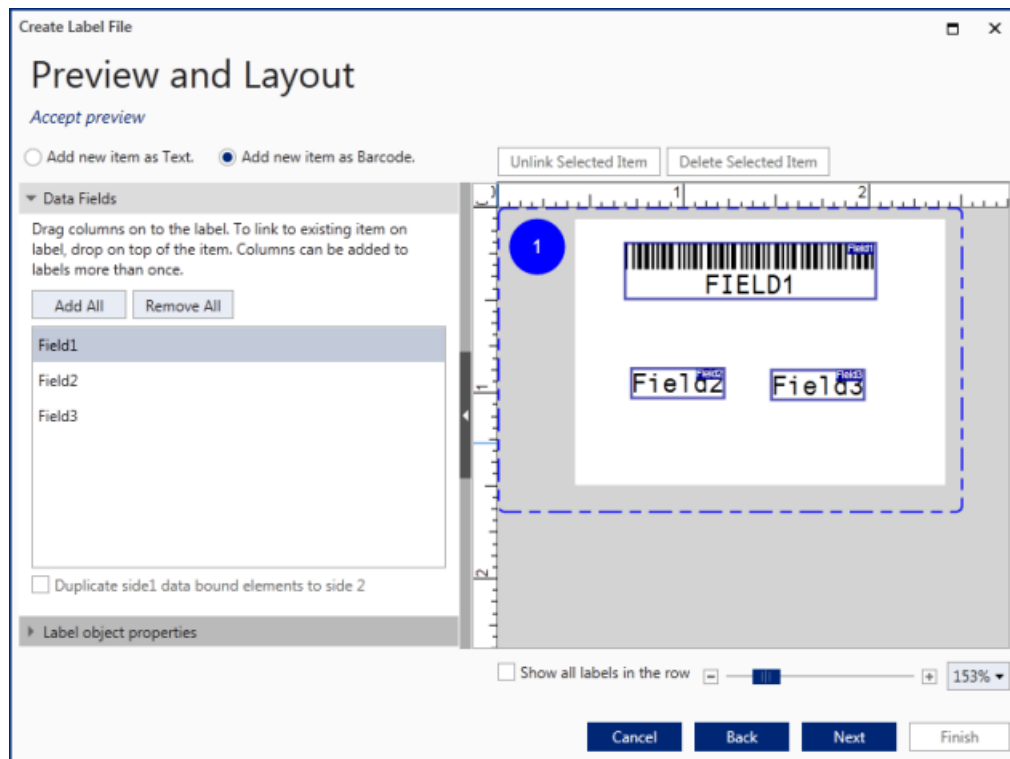 Create Label File
Preview and Layout
Accept preview
Add new item as Text.
Add new item as Barcode.
Unlink Selected Item
Delete Selected Item
Data Fields
Drag columns on to the label. To link to existing item on
label, drop on top of the item. Columns can be added to
labels more than once.
Add All
Remove All
Field1
Field2
Field3
Duplicate side1 data bound elements to side 2
Label object properties
1
2
1
2
1
Field1
FIELD1
Field2
Field2
Field3
Field3
Show all labels in the row
153%
Cancel
Back
Next
Finish